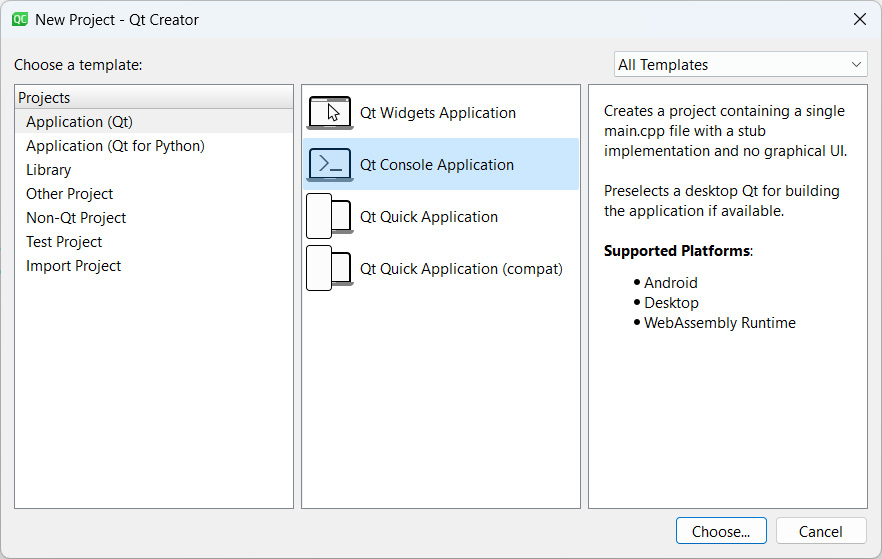 QC New Project - Qt Creator
Choose a template:
All Templates
Projects
Application (Qt)
Application (Qt for Python)
Library
Other Project
Non-Qt Project
Test Project
Import Project
Qt Widgets Application
Qt Console Application
Qt Quick Application
Qt Quick Application (compat)
Creates a project containing a single
main.cpp file with a stub
implementation and no graphical UI.
Preselects a desktop Qt for building
the application if available.
Supported Platforms:
• Android
• Desktop
• WebAssembly Runtime
Choose...
Cancel